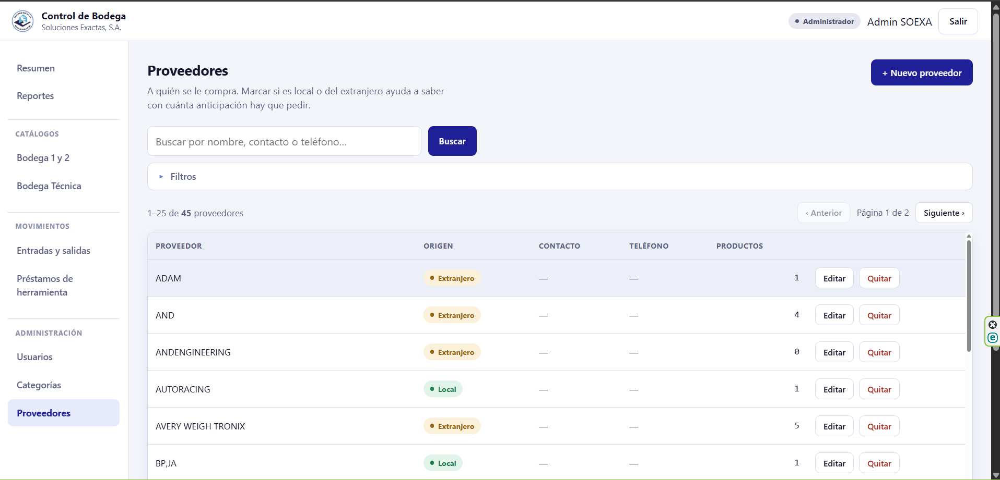 Control de Bodega
Soluciones Exactas, S.A.
Administrador
Admin SOEXA
Salir
Resumen
Reportes
CATÁLOGOS
Bodega 1 y 2
Bodega Técnica
MOVIMIENTOS
Entradas y salidas
Préstamos de
herramienta
ADMINISTRACIÓN
Usuarios
Categorías
Proveedores
Proveedores
+ Nuevo proveedor
A quién se le compra. Marcar si es local o del extranjero ayuda a saber
con cuánta anticipación hay que pedir.
Buscar por nombre, contacto o teléfono...
Buscar
▸ Filtros
1–25 de 45 proveedores
‹ Anterior
Página 1 de 2
Siguiente ›
PROVEEDOR ORIGEN CONTACTO TELÉFONO PRODUCTOS
ADAM Extranjero — — 1 Editar Quitar
AND Extranjero — — 4 Editar Quitar
ANDENGINEERING Extranjero — — 0 Editar Quitar
AUTORACING Local — — 1 Editar Quitar
AVERY WEIGH TRONIX Extranjero — — 5 Editar Quitar
BP,JA Local — — 1 Editar Quitar